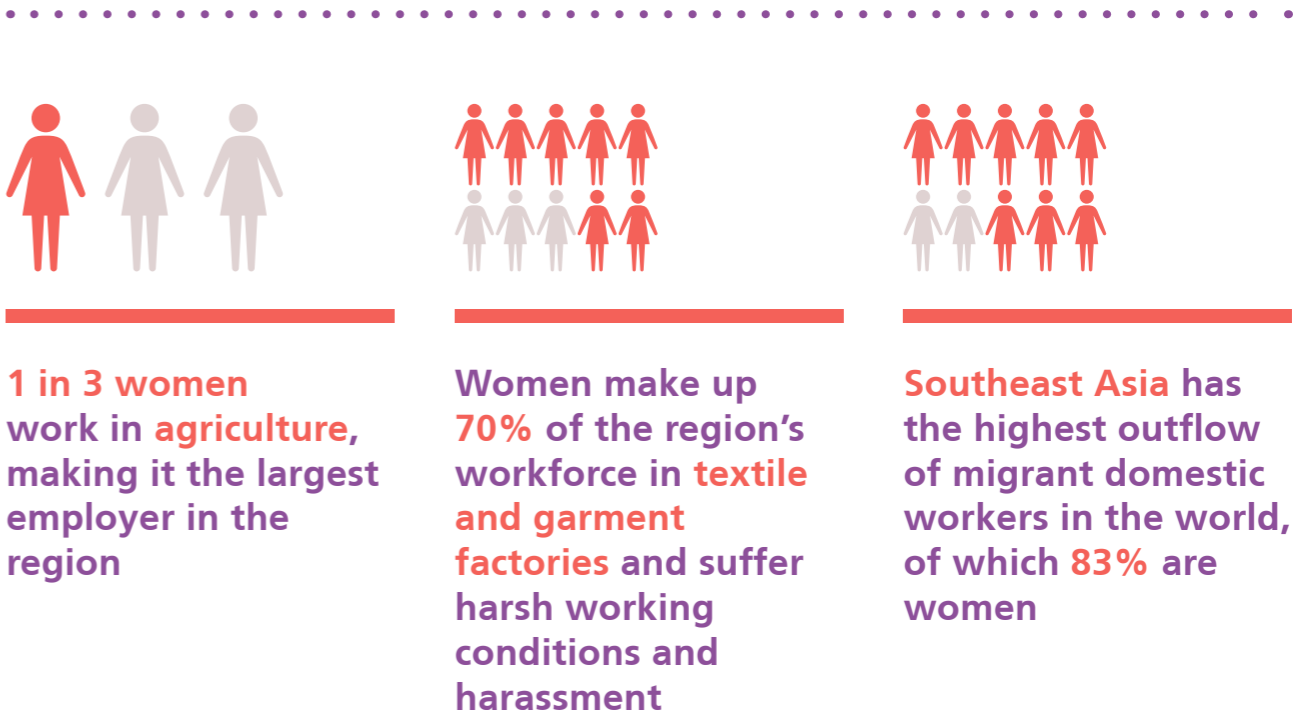 1 in 3 women
work in agriculture,
making it the largest
employer in the
region
Women make up
70% of the region’s
workforce in textile
and garment
factories and suffer
harsh working
conditions and
harassment
Southeast Asia has
the highest outflow
of migrant domestic
workers in the world,
of which 83% are
women